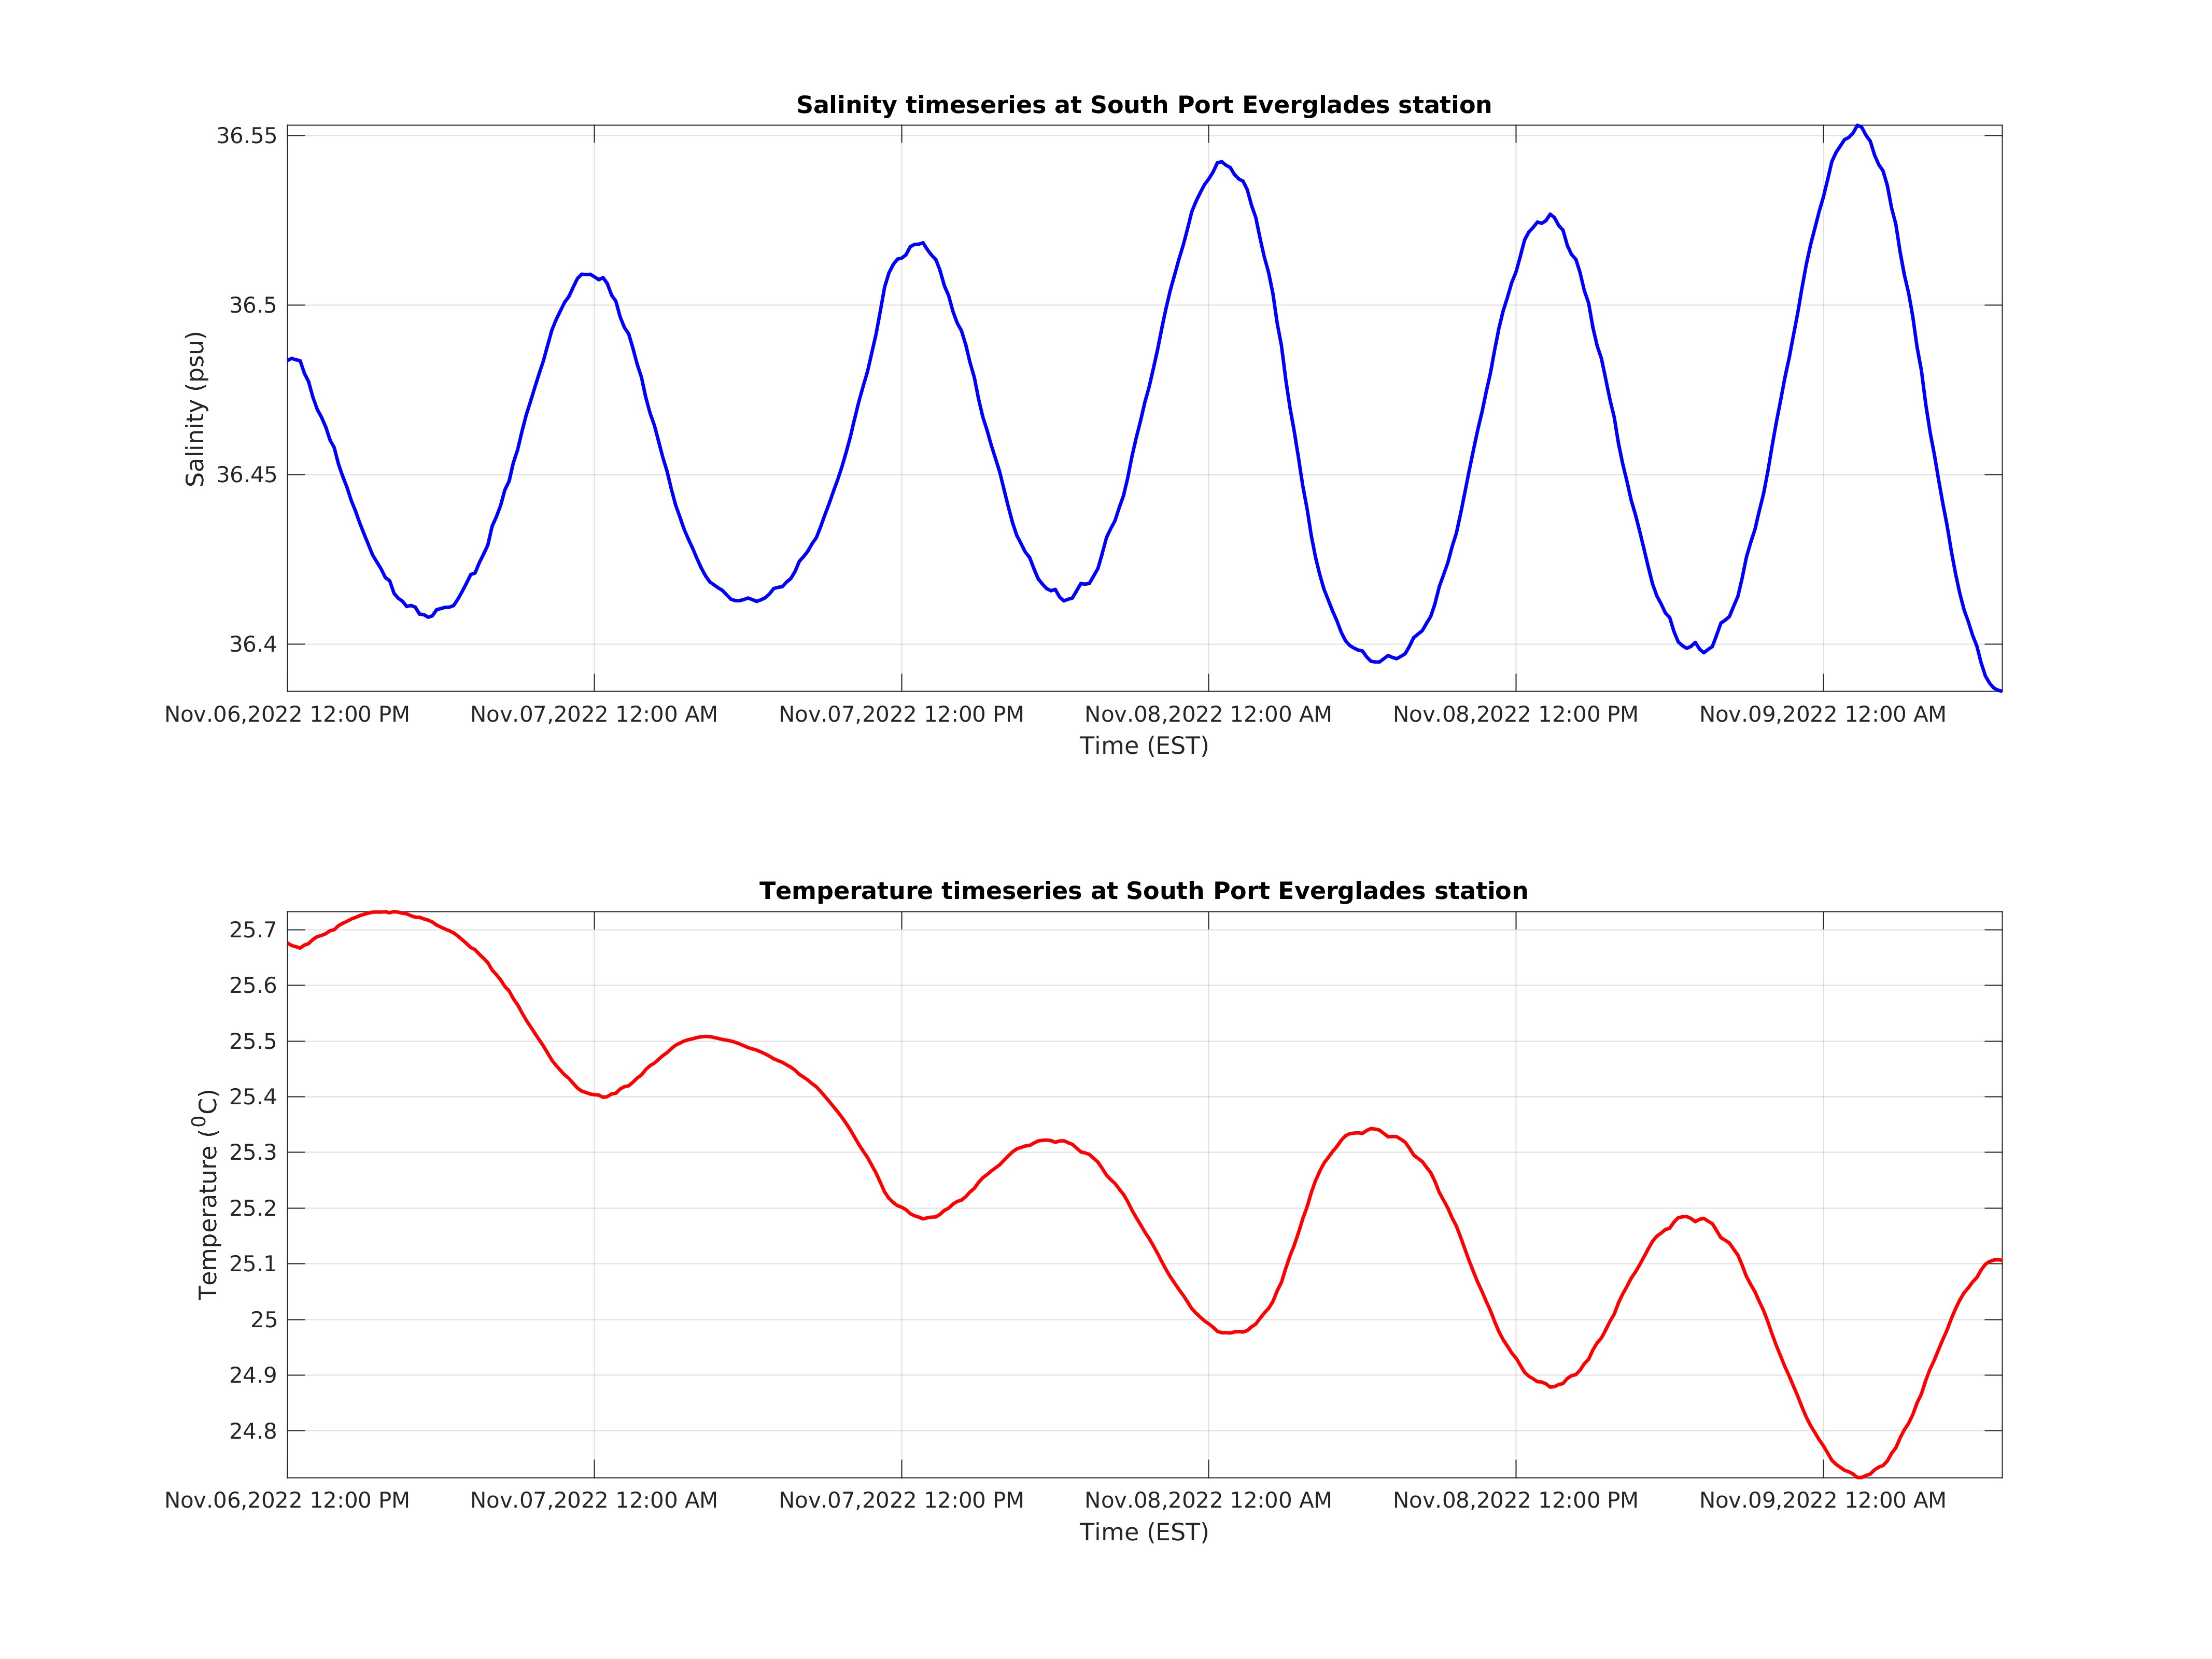 Salinity timeseries at South Port Everglades station
36.55
36.5
36.45
36.4
Salinity (psu)
Nov.06,2022 12:00 PM Nov.07,2022 12:00 AM Nov.07,2022 12:00 PM Nov.08,2022 12:00 AM Nov.08,2022 12:00 PM Nov.09,2022 12:00 AM
Time (EST)
Temperature timeseries at South Port Everglades station
25.7
25.6
25.5
25.4
25.3
25.2
25.1
25
24.9
24.8
Temperature (⁰C)
Nov.06,2022 12:00 PM Nov.07,2022 12:00 AM Nov.07,2022 12:00 PM Nov.08,2022 12:00 AM Nov.08,2022 12:00 PM Nov.09,2022 12:00 AM
Time (EST)